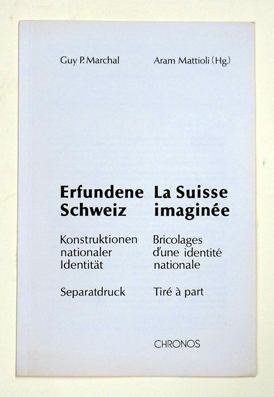 Guy P. Marchal Aram Mattioli (Hg.)
Erfundene La Suisse
Schweiz imaginée
Konstruktionen Bricolages
nationaler d'une identité
Identität nationale
Separatdruck Tiré à part
CHRONOS